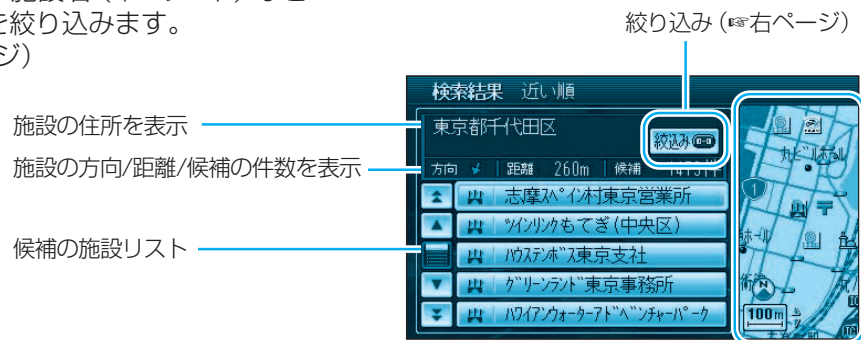 を絞り込みます。
ジ)
絞り込み(☞右ページ)
施設の住所を表示
施設の方向/距離/候補の件数を表示
候補の施設リスト
検索結果 近い順
東京都千代田区
絞込み
方向 距離 260m 候補
志摩ｽﾍﾟｲﾝ村東京営業所
ﾂｲﾝﾘﾝｸもてぎ(中央区)
ﾊｳｽﾃﾝﾎﾞｽ東京支社
ｸﾞﾘｰﾝﾗﾝﾄﾞ東京事務所
ﾊﾜｲｱﾝｳｫｰﾀｰｱﾄﾞﾍﾞﾝﾁｬｰﾊﾟｰｸ
丸ﾋﾞﾙ
1
100m